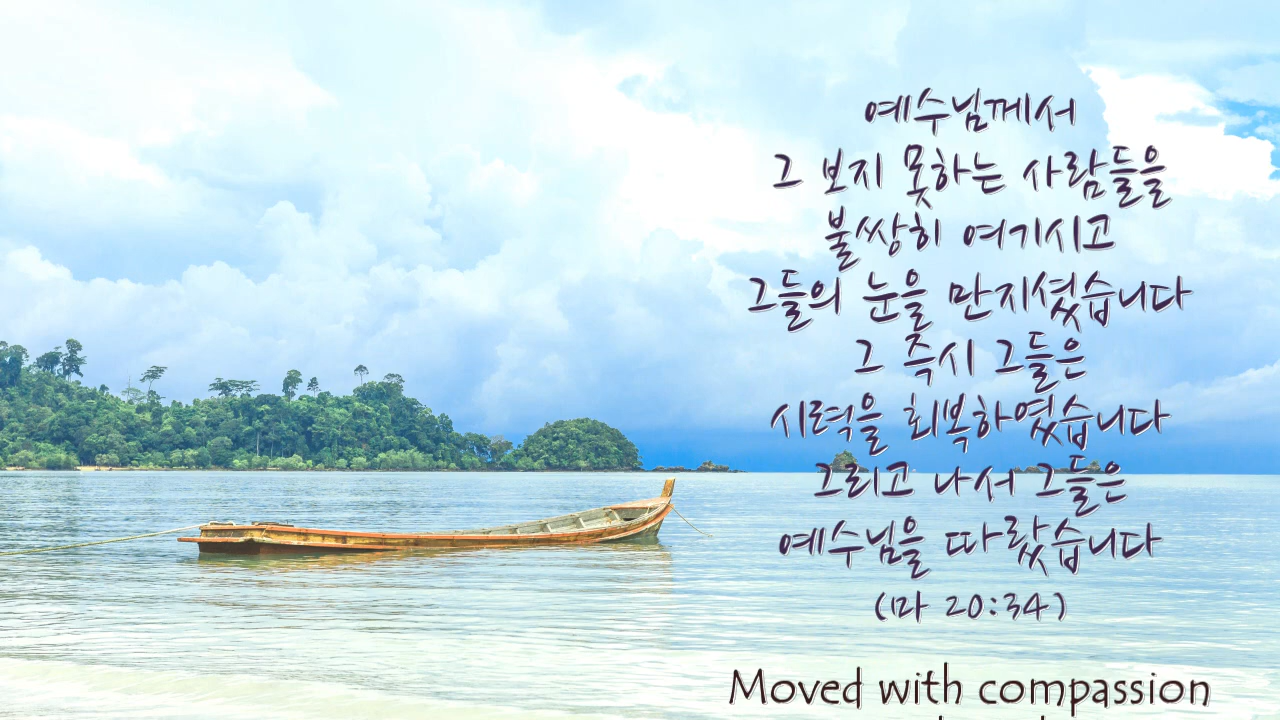 예수님께서
그 보지 못하는 사람들을
불쌍히 여기시고
그들의 눈을 만지셨습니다
그 즉시 그들은
시력을 회복하였습니다
그리고 나서 그들은
예수님을 따랐습니다
(마 20:34)
Moved with compassion